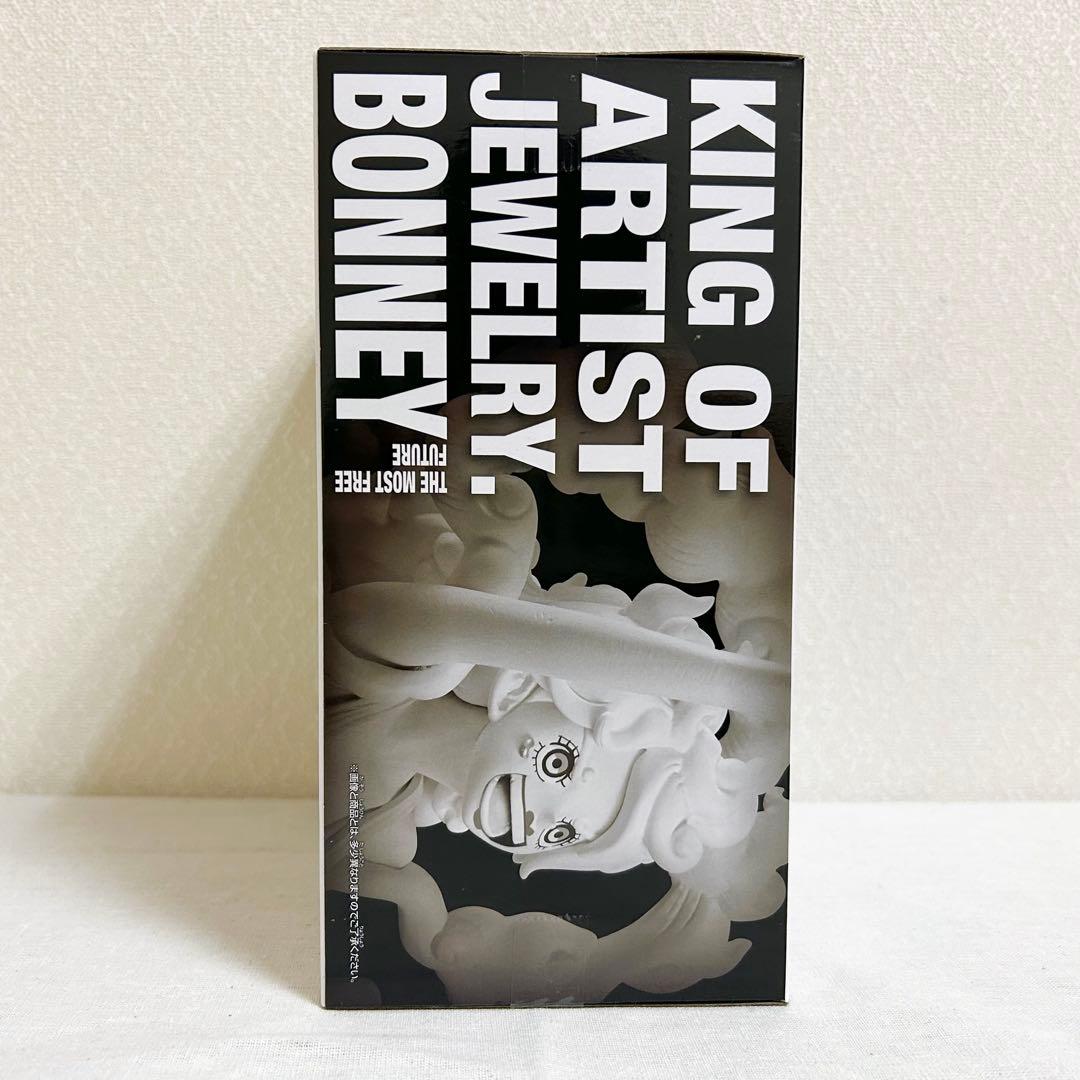 KING OF
ARTIST
JEWELRY.
BONNEY
THE MOST FREE
FUTURE
※画像と商品とは、多少異なりますのでご了承ください。